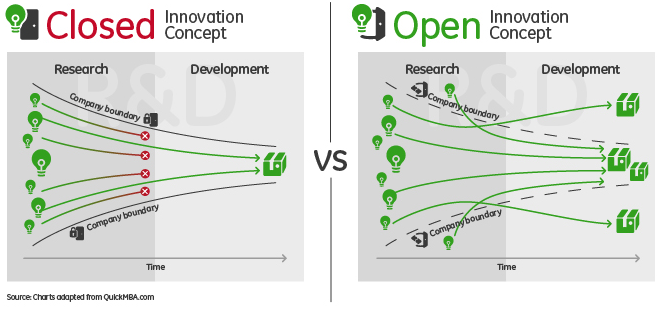 Closed Innovation
Concept
R&D
Research
Development
Company boundary
Company boundary
Time
Source: Charts adapted from QuickMBA.com
VS
Open Innovation
Concept
R&D
Research
Development
Company boundary
Company boundary
Time